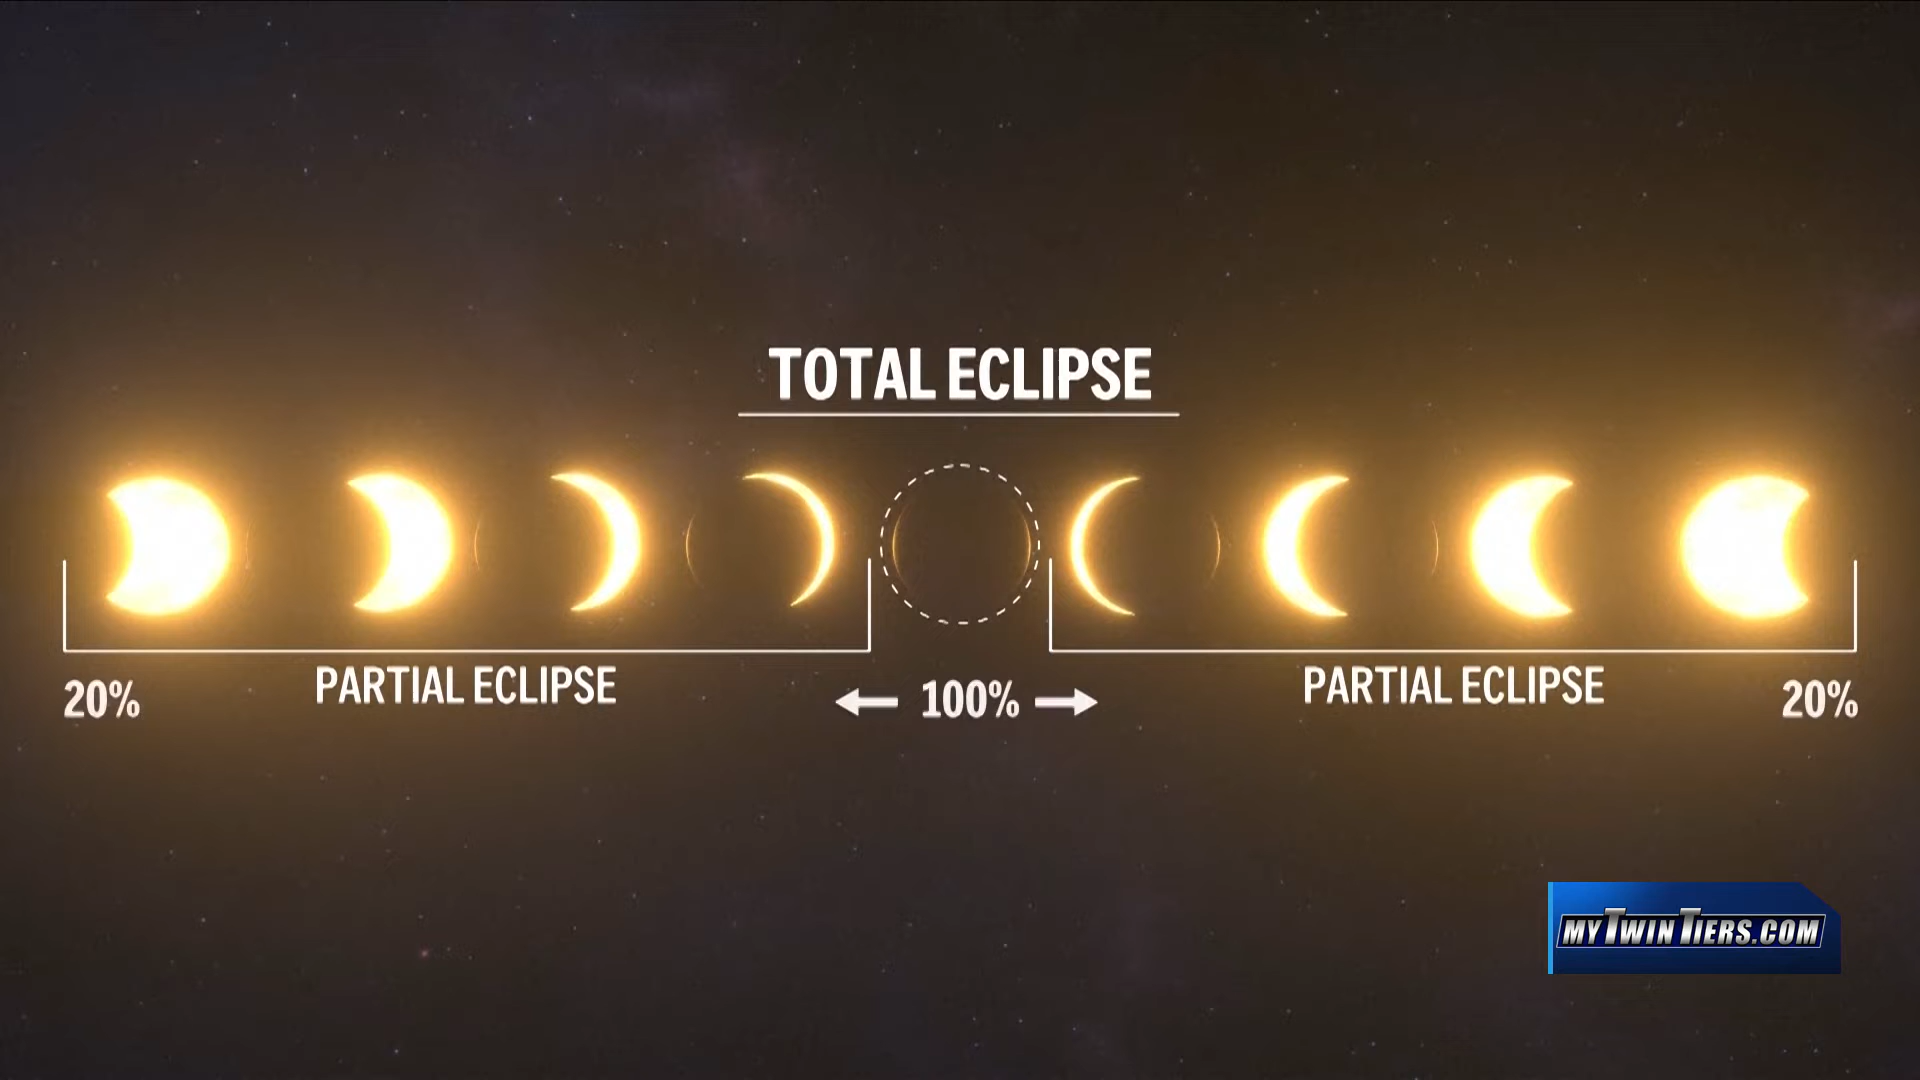 TOTAL ECLIPSE
PARTIAL ECLIPSE
PARTIAL ECLIPSE
20%
100%
20%
MYTWINTIERS.COM